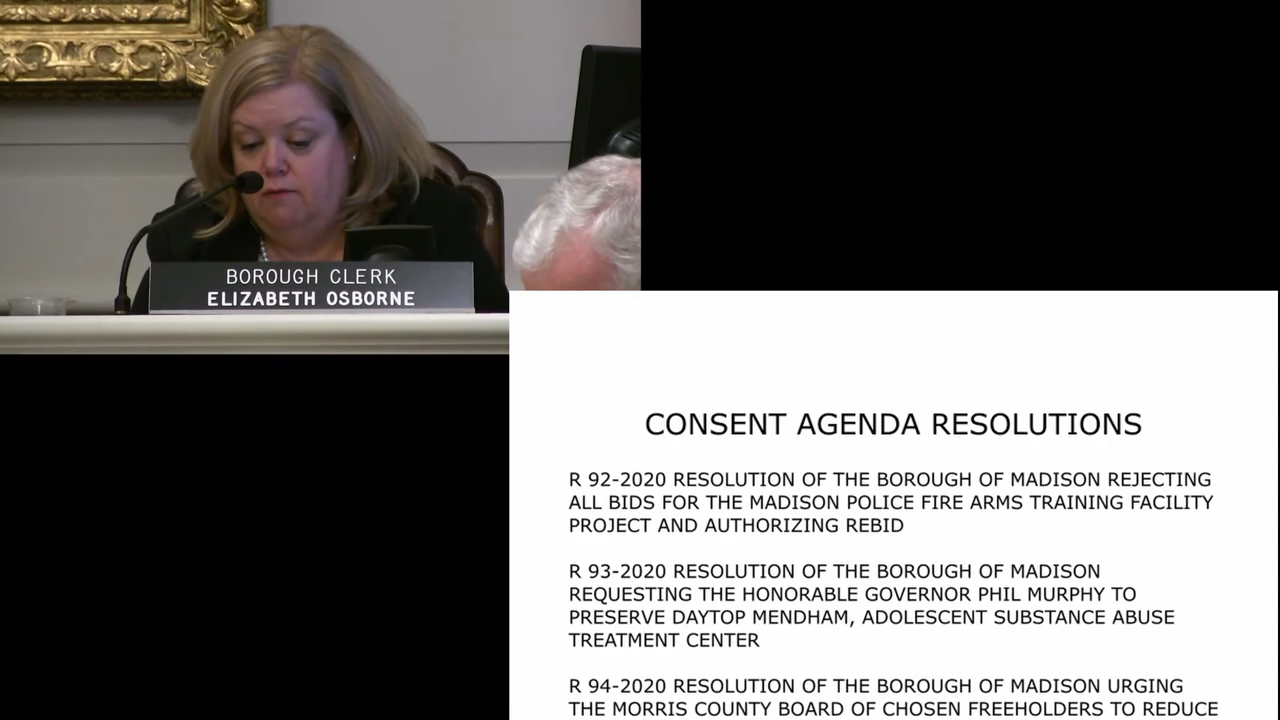 BOROUGH CLERK
ELIZABETH OSBORNE
CONSENT AGENDA RESOLUTIONS
R 92-2020 RESOLUTION OF THE BOROUGH OF MADISON REJECTING
ALL BIDS FOR THE MADISON POLICE FIRE ARMS TRAINING FACILITY
PROJECT AND AUTHORIZING REBID
R 93-2020 RESOLUTION OF THE BOROUGH OF MADISON
REQUESTING THE HONORABLE GOVERNOR PHIL MURPHY TO
PRESERVE DAYTOP MENDHAM, ADOLESCENT SUBSTANCE ABUSE
TREATMENT CENTER
R 94-2020 RESOLUTION OF THE BOROUGH OF MADISON URGING
THE MORRIS COUNTY BOARD OF CHOSEN FREEHOLDERS TO REDUCE